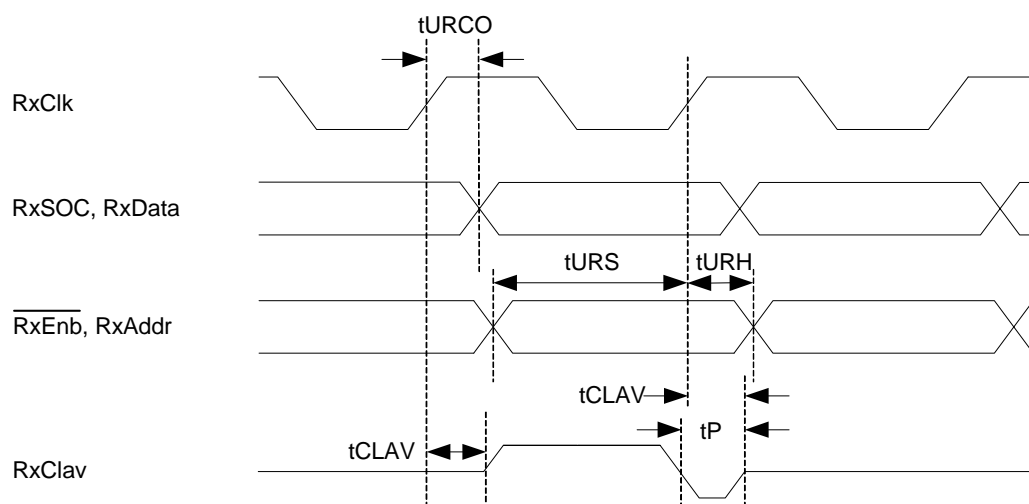 tURCO
RxClk
RxSOC, RxData
tURS
tURH
RxEnb, RxAddr
tCLAV
tP
tCLAV
RxClav